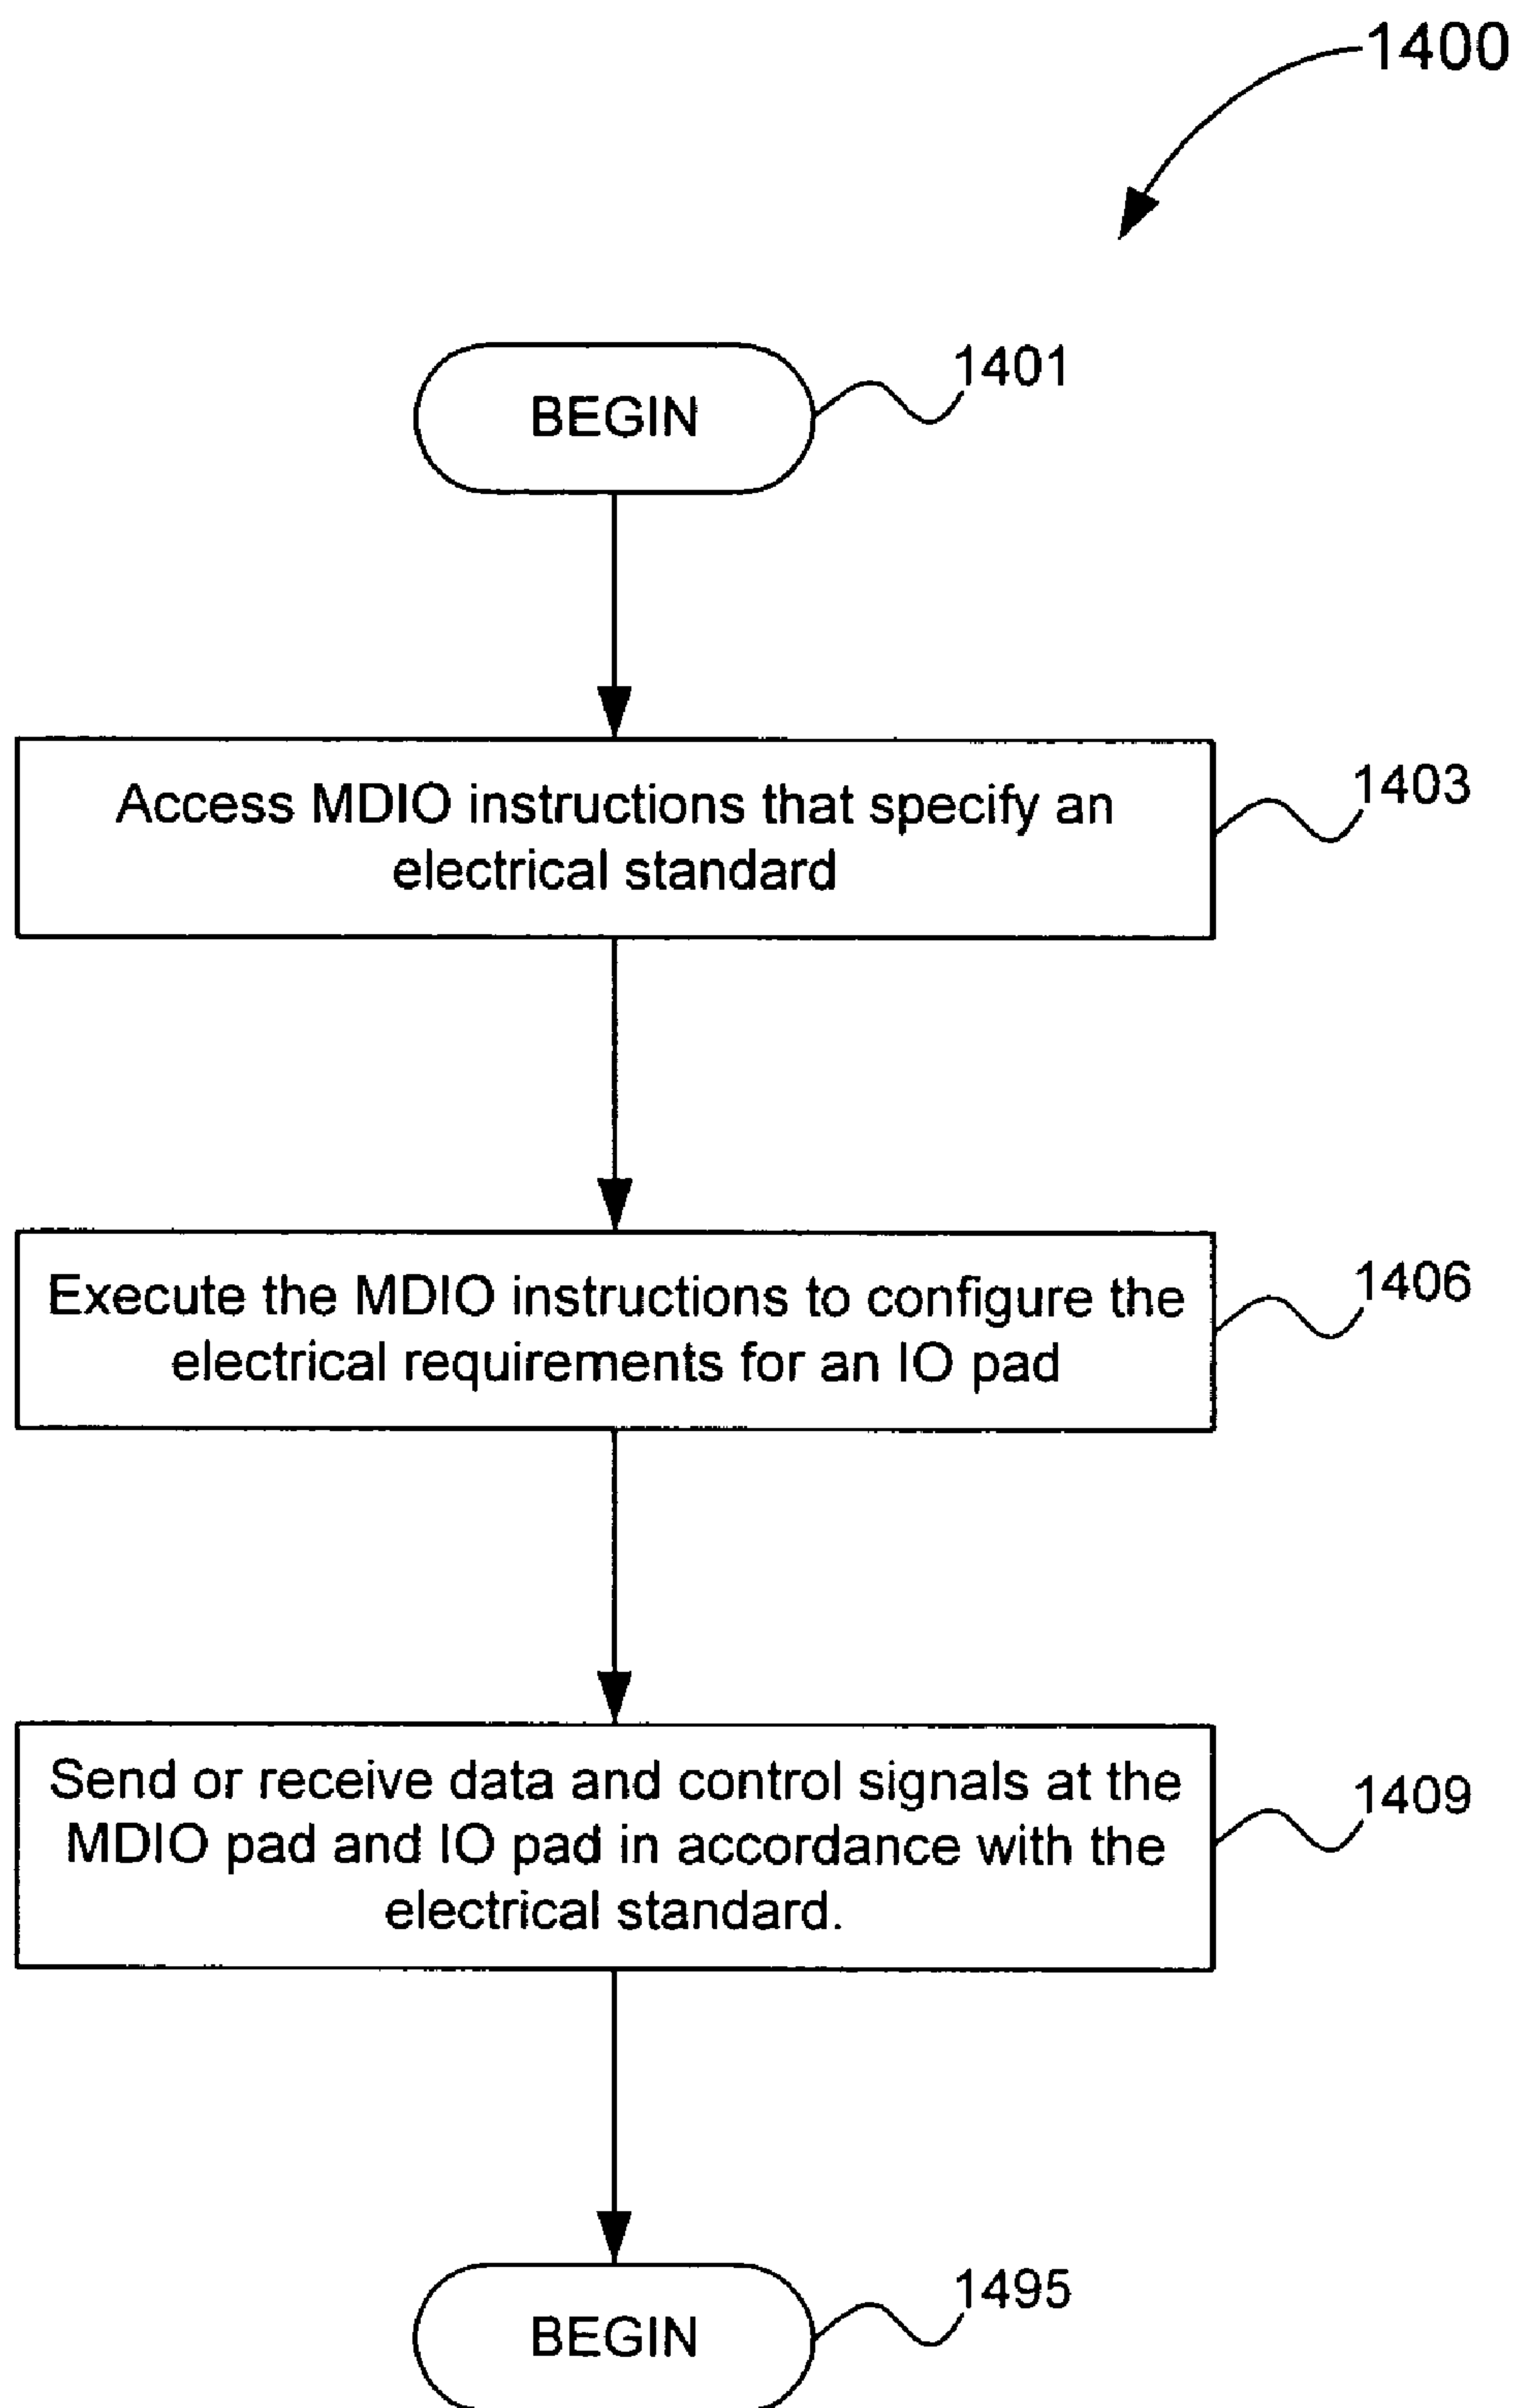 1400
BEGIN
1401
Access MDIO instructions that specify an
electrical standard
1403
Execute the MDIO instructions to configure the
electrical requirements for an IO pad
1406
Send or receive data and control signals at the
MDIO pad and IO pad in accordance with the
electrical standard.
1409
BEGIN
1495